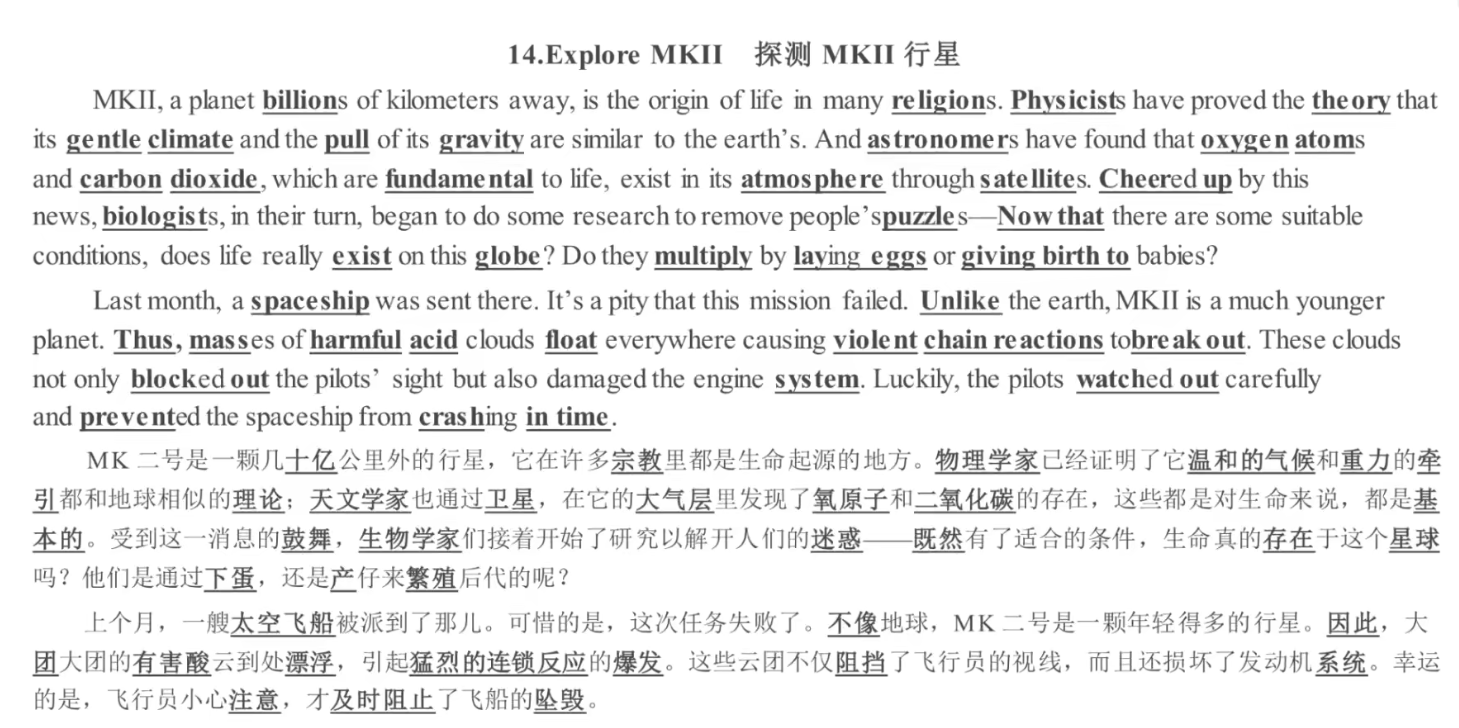 14.Explore MKII 探测 MKII 行星
MKII, a planet billions of kilometers away, is the origin of life in many religions. Physicists have proved the theory that
its gentle climate and the pull of its gravity are similar to the earth's. And astronomers have found that oxygen atoms
and carbon dioxide, which are fundamental to life, exist in its atmosphere through satellites. Cheered up by this
news, biologists, in their turn, began to do some research to remove people's puzzles—Now that there are some suitable
conditions, does life really exist on this globe? Do they multiply by laying eggs or giving birth to babies?
Last month, a spaceship was sent there. It's a pity that this mission failed. Unlike the earth, MKII is a much younger
planet. Thus, masses of harmful acid clouds float everywhere causing violent chain reactions tobreak out. These clouds
not only blocked out the pilots' sight but also damaged the engine system. Luckily, the pilots watched out carefully
and prevented the spaceship from crashing in time.
MK 二号是一颗几十亿公里外的行星，它在许多宗教里都是生命起源的地方。物理学家已经证明了它温和的气候和重力的牵
引都和地球相似的理论；天文学家也通过卫星，在它的大气层里发现了氧原子和二氧化碳的存在，这些都是对生命来说，都是基
本的。受到这一消息的鼓舞，生物学家们接着开始了研究以解开人们的迷惑——既然有了适合的条件，生命真的存在于这个星球
吗？他们是通过下蛋，还是产仔来繁殖后代的呢？
上个月，一艘太空飞船被派到了那儿。可惜的是，这次任务失败了。不像地球，MK 二号是一颗年轻得多的行星。因此，大
团大团的有害酸云到处漂浮，引起猛烈的连锁反应的爆发。这些云团不仅阻挡了飞行员的视线，而且还损坏了发动机系统。幸运
的是，飞行员小心注意，才及时阻止了飞船的坠毁。